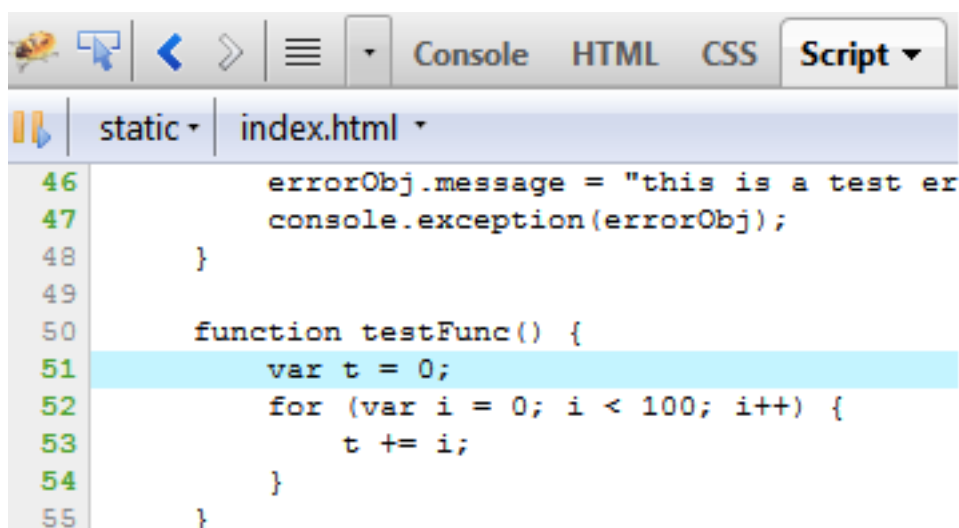 Console HTML CSS Script
static index.html
46 errorObj.message = "this is a test er
47 console.exception(errorObj);
48 }
49
50 function testFunc() {
51 var t = 0;
52 for (var i = 0; i < 100; i++) {
53 t += i;
54 }
55 }